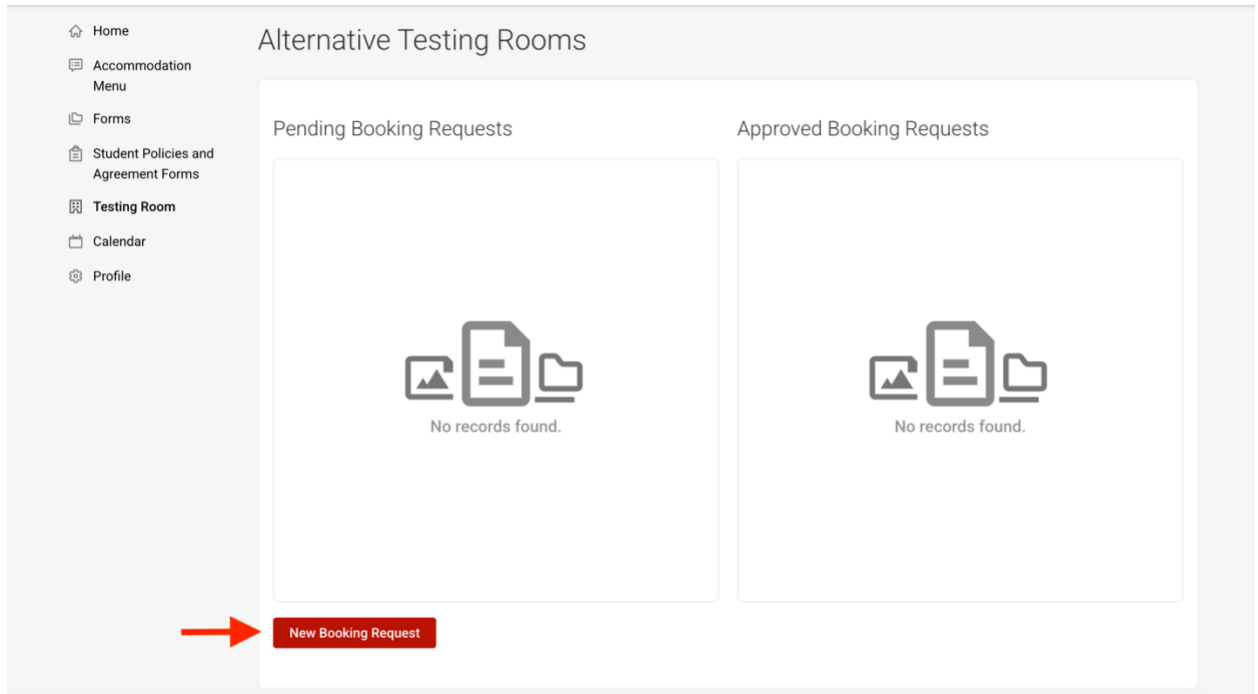 Home
Accommodation
Menu
Forms
Student Policies and
Agreement Forms
Testing Room
Calendar
Profile
Alternative Testing Rooms
Pending Booking Requests
No records found.
Approved Booking Requests
No records found.
New Booking Request